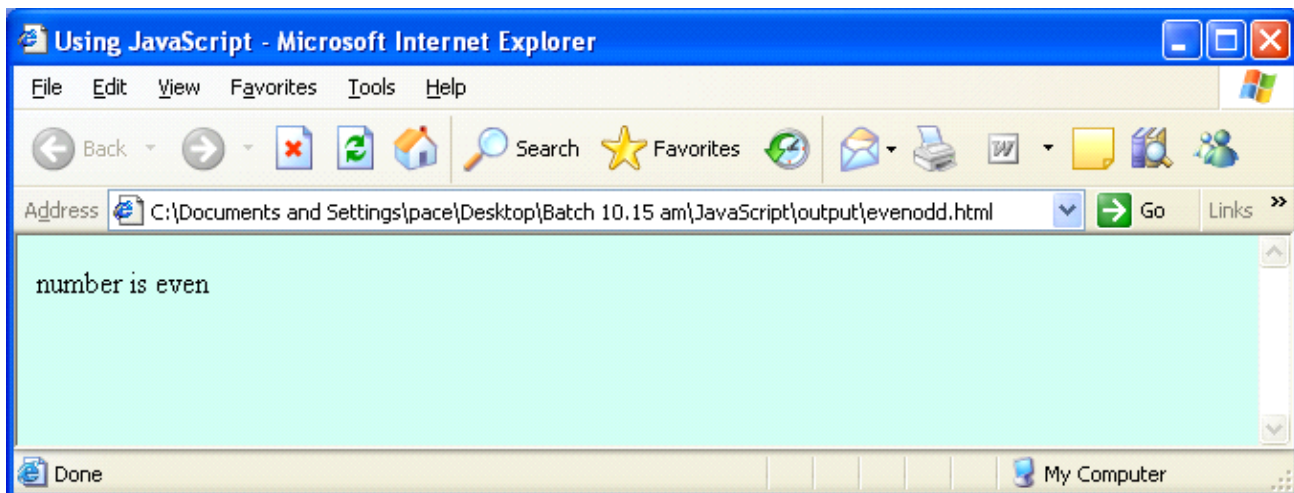 Using JavaScript - Microsoft Internet Explorer
File Edit View Favorites Tools Help
Back Search Favorites W
Address C:\Documents and Settings\pace\Desktop\Batch 10.15 am\JavaScript\output\evenodd.html Go Links »
number is even
Done My Computer